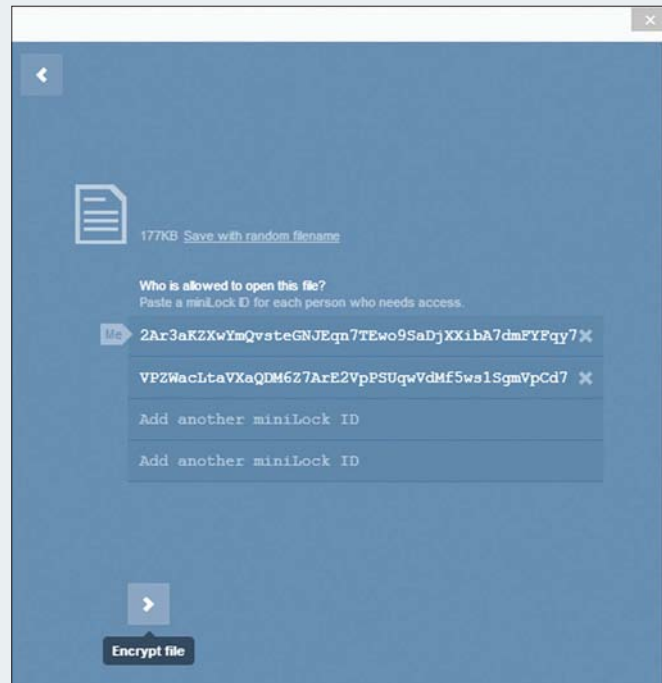 177KB Save with random filename
Who is allowed to open this file?
Paste a miniLock ID for each person who needs access.
Me 2Ar3aKZXwYmQvsteGNJEqn7TEwo9SaDjXXibA7dmFYFqy7
VPZWacLtaVXaQDM6Z7ArE2VpPSUqwVdMf5ws1SgmVpCd7
Add another miniLock ID
Add another miniLock ID
Encrypt file